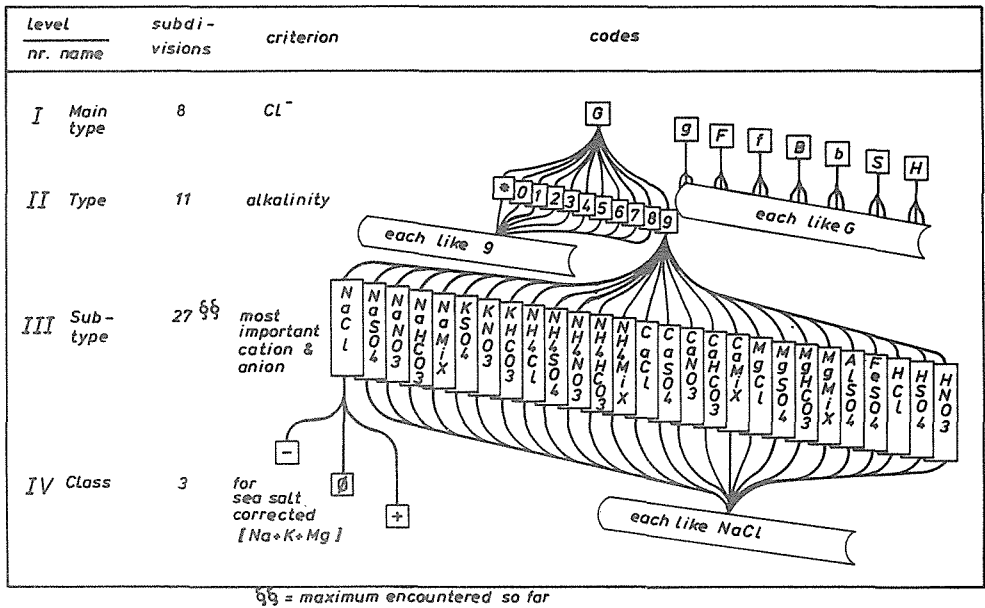 level
nr. name
subdi-
visions
criterion
codes
I Main
type
8
Cl⁻
G
g
F
f
B
b
S
H
II Type
11
alkalinity
* 0 1 2 3 4 5 6 7 8 9
each like G
each like 9
III Sub-
type
27 §§
most
important
cation &
anion
NaCl
NaSO4
NaNO3
NaHCO3
NaMiX
KSO4
KNO3
KHCO3
NH4Cl
NH4SO4
NH4NO3
NH4HCO3
NH4MiX
CaCl
CaSO4
CaNO3
CaHCO3
CaMiX
MgCl
MgSO4
MgHCO3
MgMiX
AlSO4
FeSO4
HCl
HSO4
HNO3
IV Class
3
for
sea salt
corrected
[Na+K+Mg]
-
Ø
+
each like NaCl
§§ = maximum encountered so far